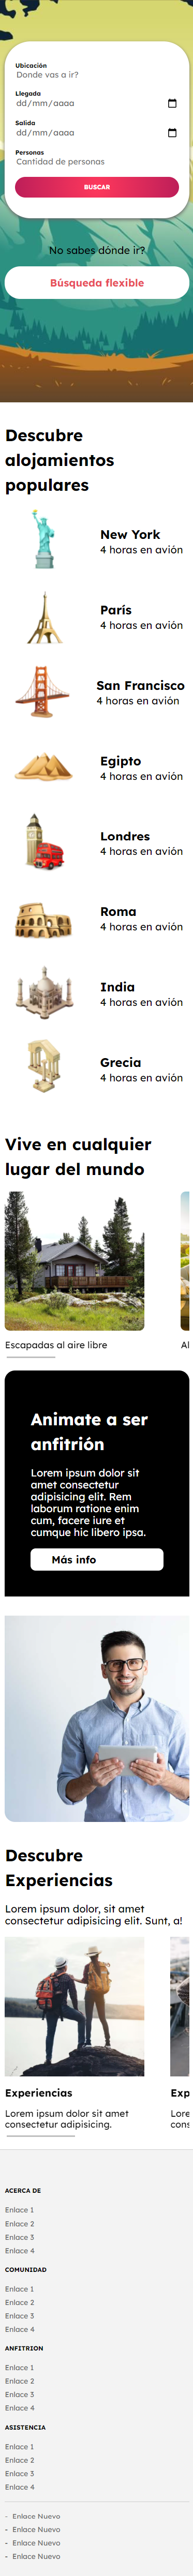 Ubicación
Donde vas a ir?
Llegada
dd/mm/aaaa
Salida
dd/mm/aaaa
Personas
Cantidad de personas
BUSCAR
No sabes dónde ir?
Búsqueda flexible
Descubre
alojamientos
populares
New York
4 horas en avión
París
4 horas en avión
San Francisco
4 horas en avión
Egipto
4 horas en avión
Londres
4 horas en avión
Roma
4 horas en avión
India
4 horas en avión
Grecia
4 horas en avión
Vive en cualquier
lugar del mundo
Escapadas al aire libre
Al
Animate a ser
anfitrión
Lorem ipsum dolor sit
amet consectetur
adipisicing elit. Rem
laborum ratione enim
cum, facere iure et
cumque hic libero ipsa.
Más info
Descubre
Experiencias
Lorem ipsum dolor, sit amet
consectetur adipisicing elit. Sunt, a!
Experiencias
Exp
Lorem ipsum dolor sit amet
consectetur adipisicing.
Lore
cons
ACERCA DE
Enlace 1
Enlace 2
Enlace 3
Enlace 4
COMUNIDAD
Enlace 1
Enlace 2
Enlace 3
Enlace 4
ANFITRION
Enlace 1
Enlace 2
Enlace 3
Enlace 4
ASISTENCIA
Enlace 1
Enlace 2
Enlace 3
Enlace 4
- Enlace Nuevo
- Enlace Nuevo
- Enlace Nuevo
- Enlace Nuevo